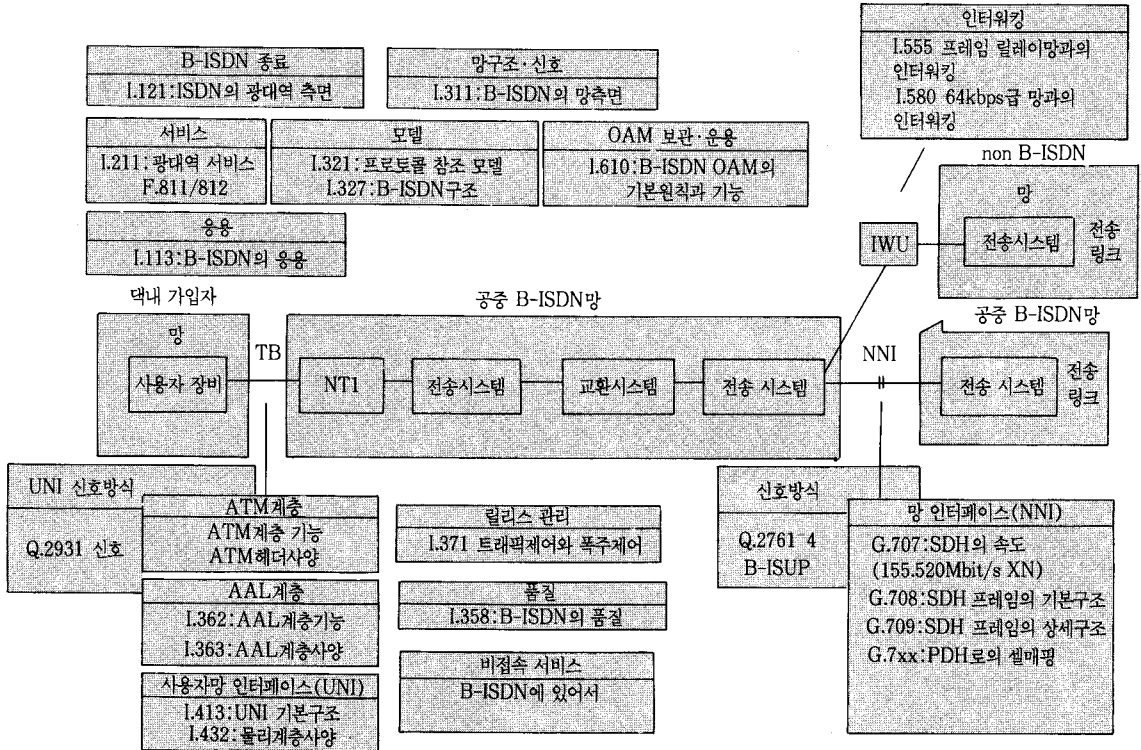 인터워킹
I.555 프레임 릴레이망과의
인터워킹
I.580 64kbps급 망과의
인터워킹
B-ISDN 종료
I.121:ISDN의 광대역 측면
망구조·신호
I.311:B-ISDN의 망측면
서비스
I.211:광대역 서비스
F.811/812
모델
I.321:프로토콜 참조 모델
I.327:B-ISDN구조
OAM 보관·운용
I.610:B-ISDN OAM의
기본원칙과 기능
응용
I.113:B-ISDN의 응용
non B-ISDN
망
전송시스템
전송
링크
IWU
댁내 가입자
망
사용자 장비
TB
공중 B-ISDN망
NT1
전송시스템
교환시스템
전송 시스템
NNI
공중 B-ISDN망
전송 시스템
전송
링크
UNI 신호방식
Q.2931 신호
ATM계층
ATM계층 기능
ATM헤더사양
AAL계층
I.362:AAL계층기능
I.363:AAL계층사양
사용자망 인터페이스(UNI)
I.413:UNI 기본구조
I.432:물리계층사양
릴리스 관리
I.371 트래픽제어와 폭주제어
품질
I.358:B-ISDN의 품질
비접속 서비스
B-ISDN에 있어서
신호방식
Q.2761 4
B-ISUP
망 인터페이스(NNI)
G.707:SDH의 속도
(155.520Mbit/s XN)
G.708:SDH 프레임의 기본구조
G.709:SDH 프레임의 상세구조
G.7xx:PDH로의 셀매핑